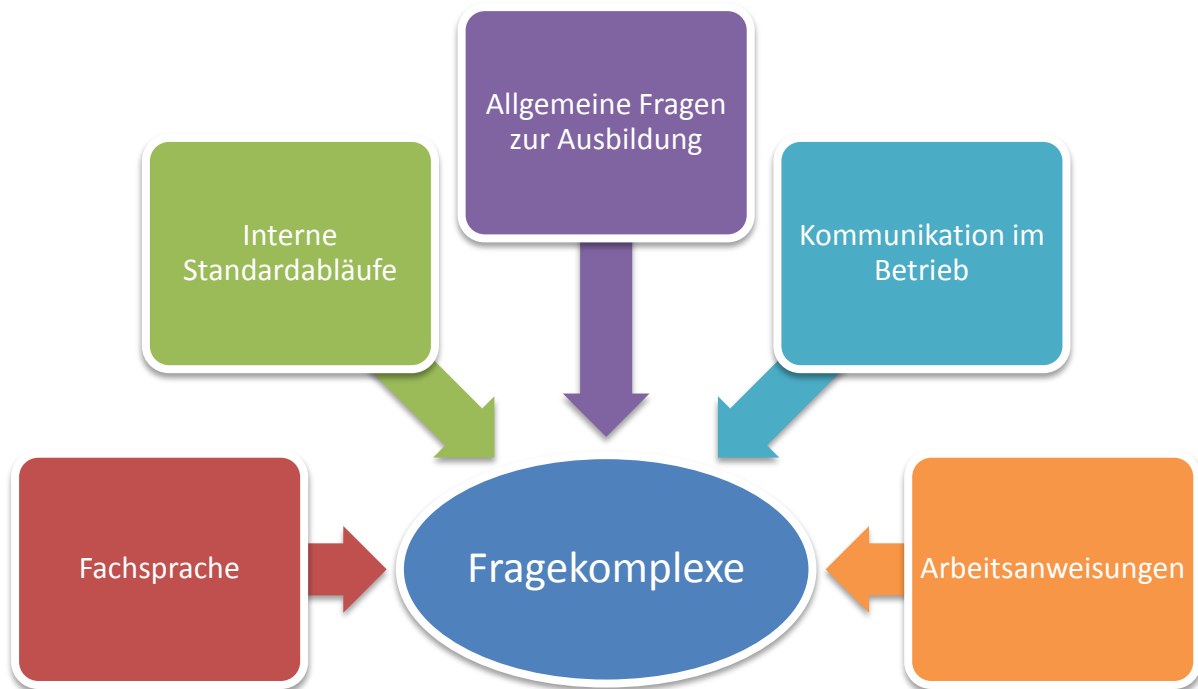 Allgemeine Fragen
zur Ausbildung
Interne
Standardabläufe
Kommunikation im
Betrieb
Fachsprache
Fragekomplexe
Arbeitsanweisungen